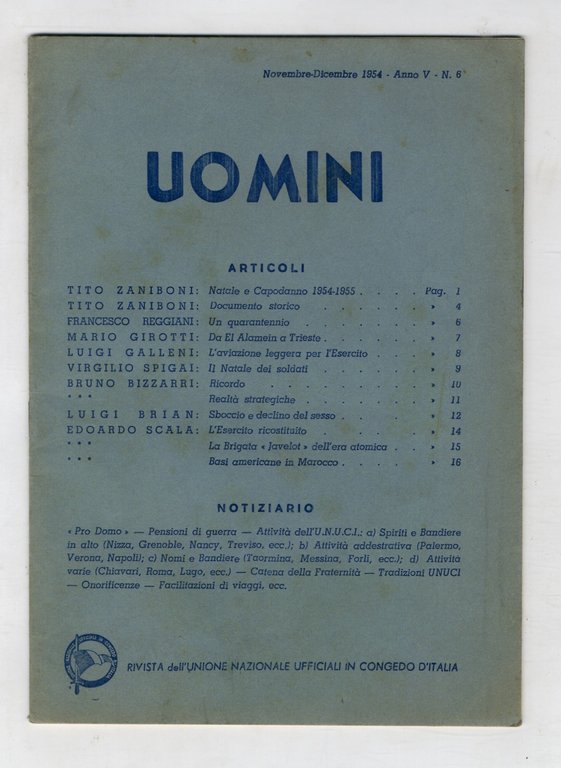 Novembre-Dicembre 1954 - Anno V - N. 6
UOMINI
ARTICOLI
TITO ZANIBONI: Natale e Capodanno 1954-1955 . . . . Pag. 1
TITO ZANIBONI: Documento storico . . . . . » 4
FRANCESCO REGGIANI: Un quarantennio . . . . . . » 6
MARIO GIROTTI: Da El Alamein a Trieste . . . . . » 7
LUIGI GALLENI: L'aviazione leggera per l'Esercito . . . » 8
VIRGILIO SPIGAI: Il Natale dei soldati . . . . . » 9
BRUNO BIZZARRI: Ricordo . . . . . . . » 10
* * * Realtà strategiche . . . . . . » 11
LUIGI BRIAN: Sboccio e declino del sesso . . . . » 12
EDOARDO SCALA: L'Esercito ricostituito . . . . . » 14
* * * La Brigata « Javelot » dell'era atomica . . » 15
* * * Basi americane in Marocco . . . . » 16
NOTIZIARIO
« Pro Domo » — Pensioni di guerra — Attività dell'U.N.U.C.I.: a) Spiriti e Bandiere
in alto (Nizza, Grenoble, Nancy, Treviso, ecc.); b) Attività addestrativa (Palermo,
Verona, Napoli); c) Nomi e Bandiere (Taormina, Messina, Forlì, ecc.); d) Attività
varie (Chiavari, Roma, Lugo, ecc.) — Catena della Fraternità — Tradizioni UNUCI
— Onorificenze — Facilitazioni di viaggi, ecc.
RIVISTA dell'UNIONE NAZIONALE UFFICIALI IN CONGEDO D'ITALIA